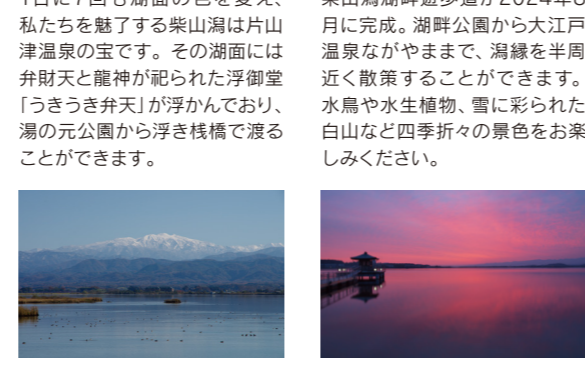 1日に7回も湖面の色を変え、
私たちを魅了する柴山潟は片山
津温泉の宝です。その湖面には
弁財天と龍神が祀られた浮御堂
「うきうき弁天」が浮かんでおり、
湯の元公園から浮き桟橋で渡る
ことができます。
柴山潟湖畔遊歩道が2024年
月に完成。湖畔公園から大江戸
温泉ながやままで、潟縁を半周
近く散策することができます。
水鳥や水生植物、雪に彩られた
白山など四季折々の景色をお楽
しみください。